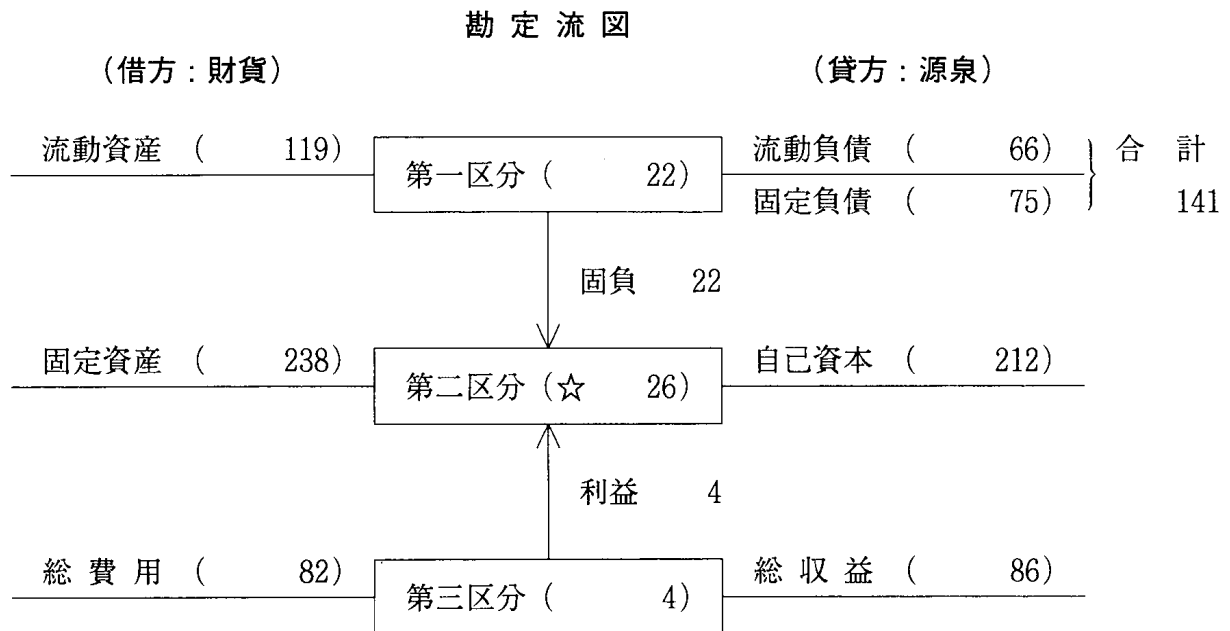 勘定流図
(借方：財貨) (貸方：源泉)
流動資産 ( 119) 第一区分 ( 22) 流動負債 ( 66) 合計
固定負債 ( 75) 141
固負 22
固定資産 ( 238) 第二区分 (☆ 26) 自己資本 ( 212)
利益 4
総費用 ( 82) 第三区分 ( 4) 総収益 ( 86)